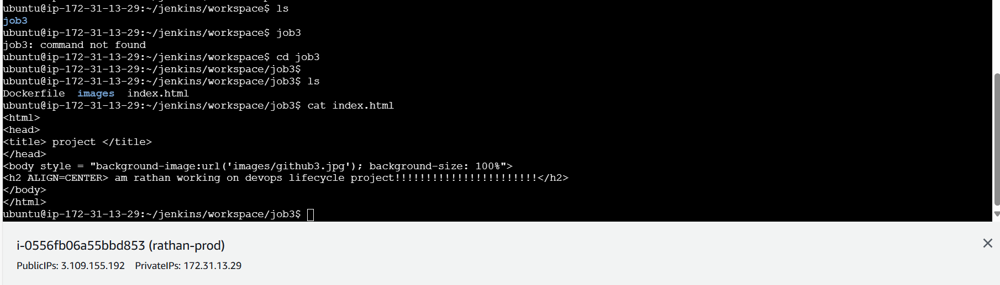 ubuntu@ip-172-31-13-29:~/jenkins/workspace$ ls
job3
ubuntu@ip-172-31-13-29:~/jenkins/workspace$ job3
job3: command not found
ubuntu@ip-172-31-13-29:~/jenkins/workspace$ cd job3
ubuntu@ip-172-31-13-29:~/jenkins/workspace/job3$
ubuntu@ip-172-31-13-29:~/jenkins/workspace/job3$ ls
Dockerfile  images  index.html
ubuntu@ip-172-31-13-29:~/jenkins/workspace/job3$ cat index.html
<html>
<head>
<title> project </title>
</head>
<body style = "background-image:url('images/github3.jpg'); background-size: 100%">
<h2 ALIGN=CENTER> am rathan working on devops lifecycle project!!!!!!!!!!!!!!!!!!!!!!!</h2>
</body>
</html>
ubuntu@ip-172-31-13-29:~/jenkins/workspace/job3$
i-0556fb06a55bbd853 (rathan-prod)
PublicIPs: 3.109.155.192 PrivateIPs: 172.31.13.29